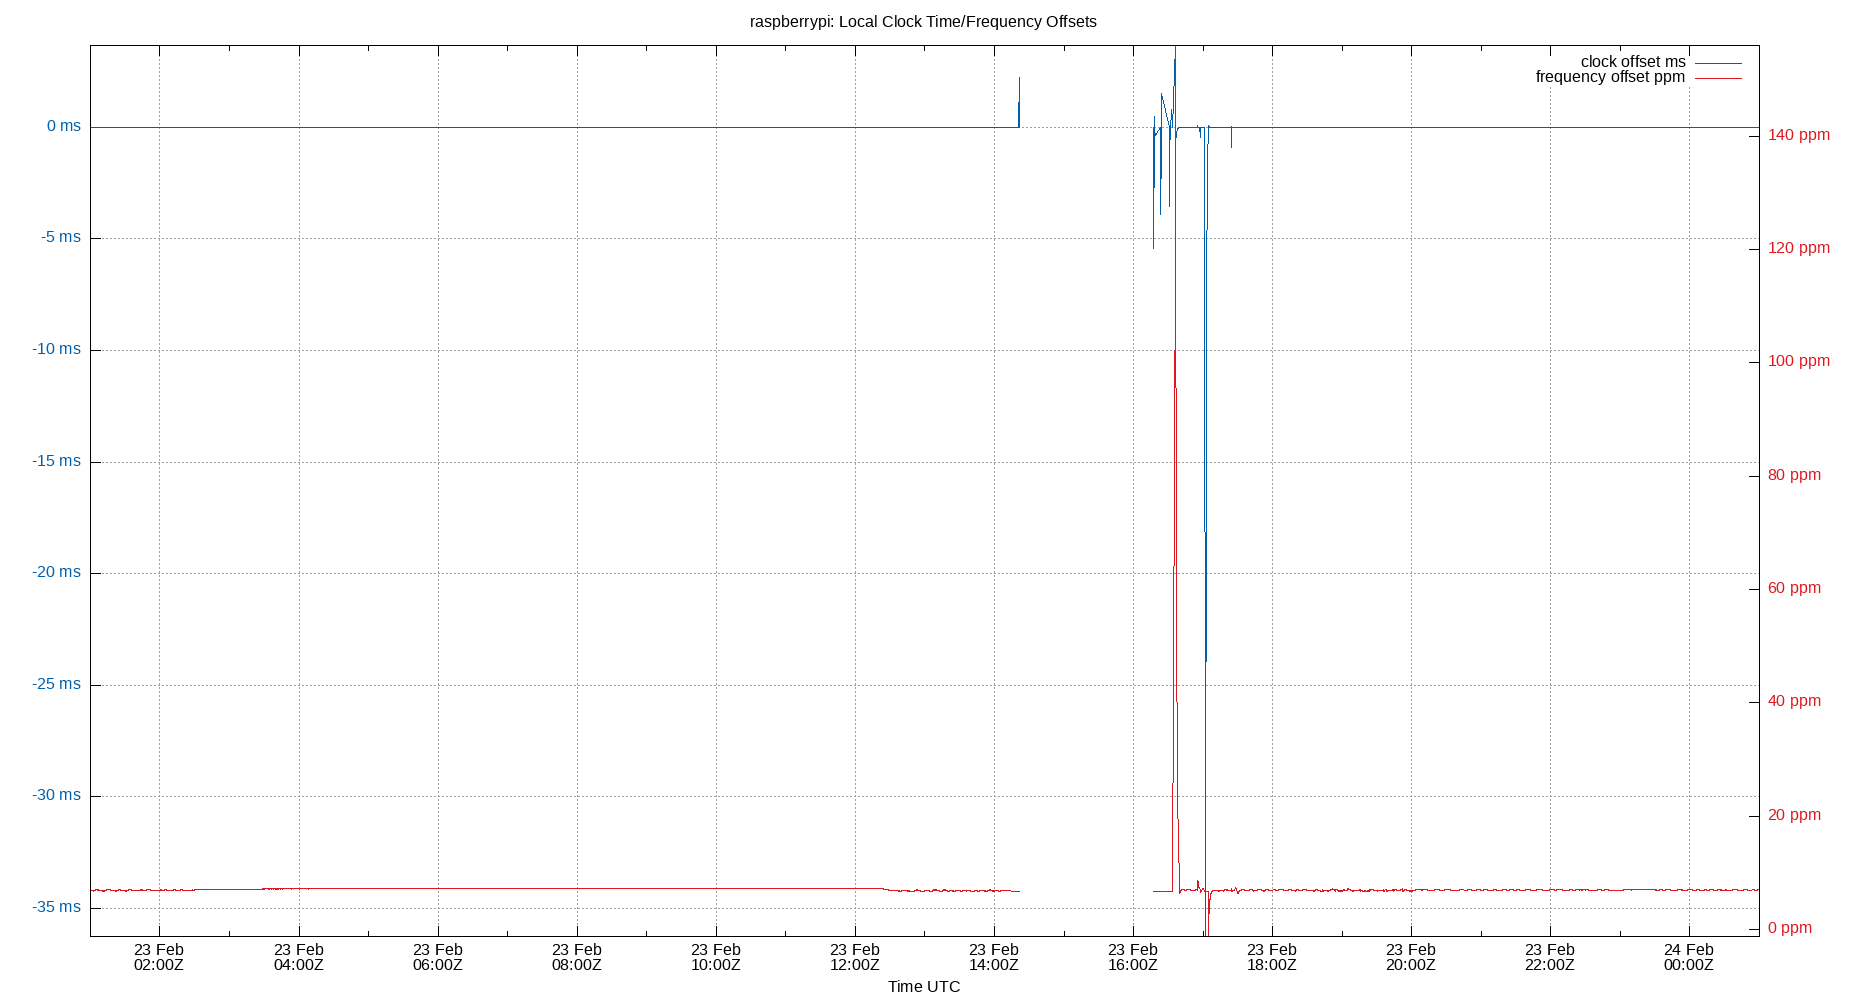 raspberrypi: Local Clock Time/Frequency Offsets
clock offset ms
frequency offset ppm
0 ms
-5 ms
-10 ms
-15 ms
-20 ms
-25 ms
-30 ms
-35 ms
140 ppm
120 ppm
100 ppm
80 ppm
60 ppm
40 ppm
20 ppm
0 ppm
23 Feb
02:00Z
23 Feb
04:00Z
23 Feb
06:00Z
23 Feb
08:00Z
23 Feb
10:00Z
23 Feb
12:00Z
23 Feb
14:00Z
23 Feb
16:00Z
23 Feb
18:00Z
23 Feb
20:00Z
23 Feb
22:00Z
24 Feb
00:00Z
Time UTC